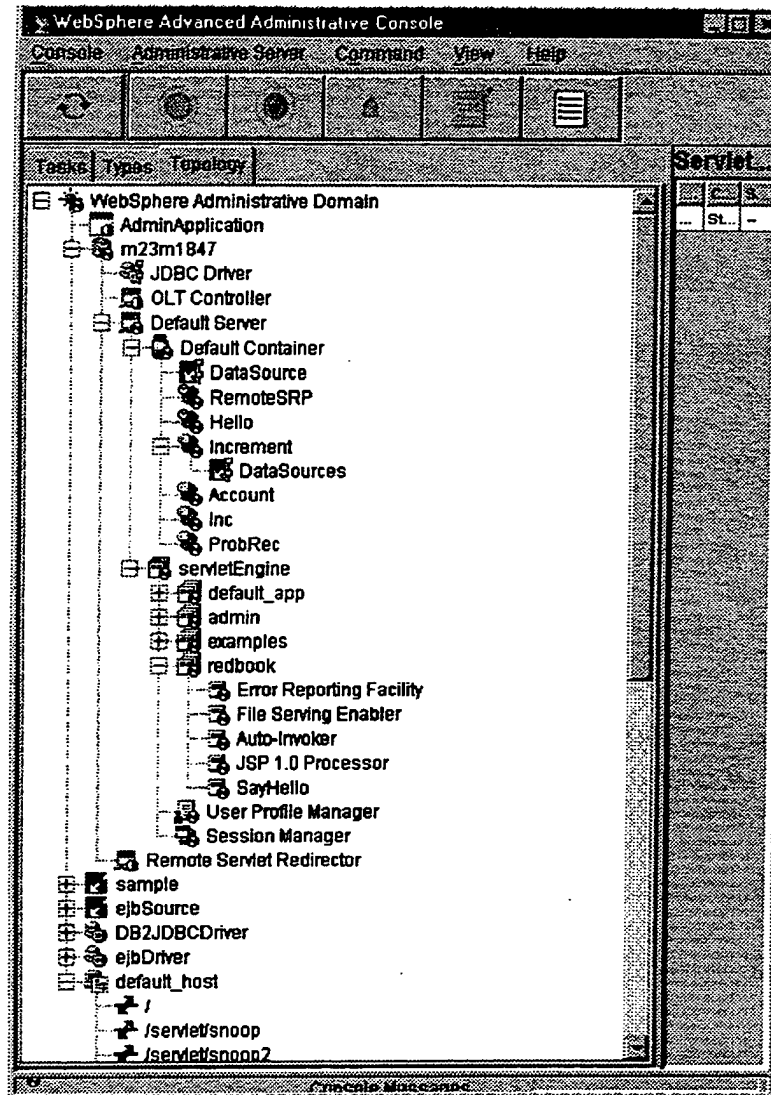 WebSphere Advanced Administrative Console
Console Administrative Server Command View Help
Tasks Types Topology
Servlet...
... C... S...
... St... –
WebSphere Administrative Domain
AdminApplication
m23m1847
JDBC Driver
OLT Controller
Default Server
Default Container
DataSource
RemoteSRP
Hello
Increment
DataSources
Account
Inc
ProbRec
servletEngine
default_app
admin
examples
redbook
Error Reporting Facility
File Serving Enabler
Auto-Invoker
JSP 1.0 Processor
SayHello
User Profile Manager
Session Manager
Remote Servlet Redirector
sample
ejbSource
DB2JDBCDriver
ejbDriver
default_host
/
/servlet/snoop
/servlet/snoop2
Console Messages